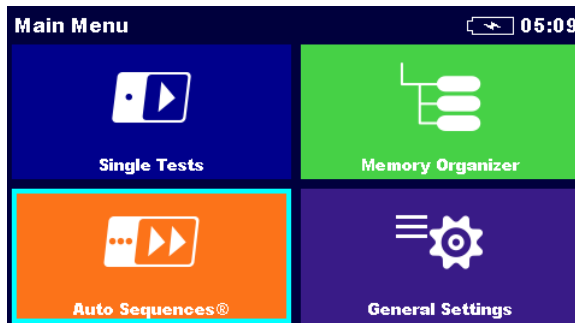 Main Menu 05:09
Single Tests
Memory Organizer
Auto Sequences®
General Settings